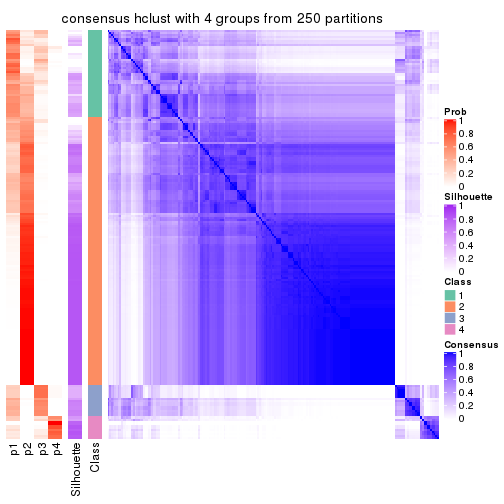 consensus hclust with 4 groups from 250 partitions
Prob
1
0.8
0.6
0.4
0.2
0
Silhouette
1
0.8
0.6
0.4
0.2
0
Class
1
2
3
4
Consensus
1
0.8
0.6
0.4
0.2
0
p1
p2
p3
p4
Silhouette
Class